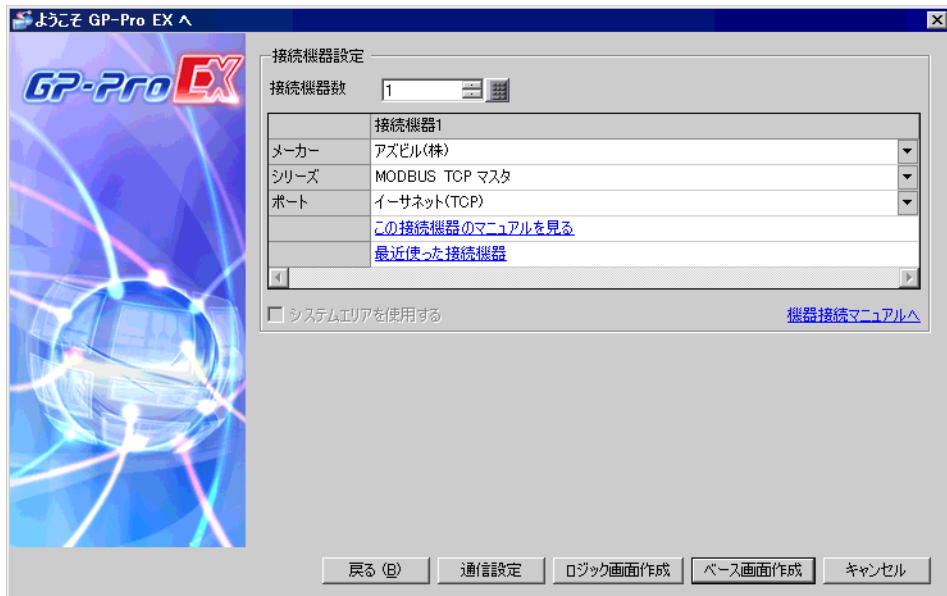 ようこそ GP-Pro EX へ
GP-Pro EX
接続機器設定
接続機器数 1
接続機器1
メーカー アズビル(株)
シリーズ MODBUS TCP マスタ
ポート イーサネット(TCP)
この接続機器のマニュアルを見る
最近使った接続機器
システムエリアを使用する 機器接続マニュアルへ
戻る (B) 通信設定 ロジック画面作成 ベース画面作成 キャンセル